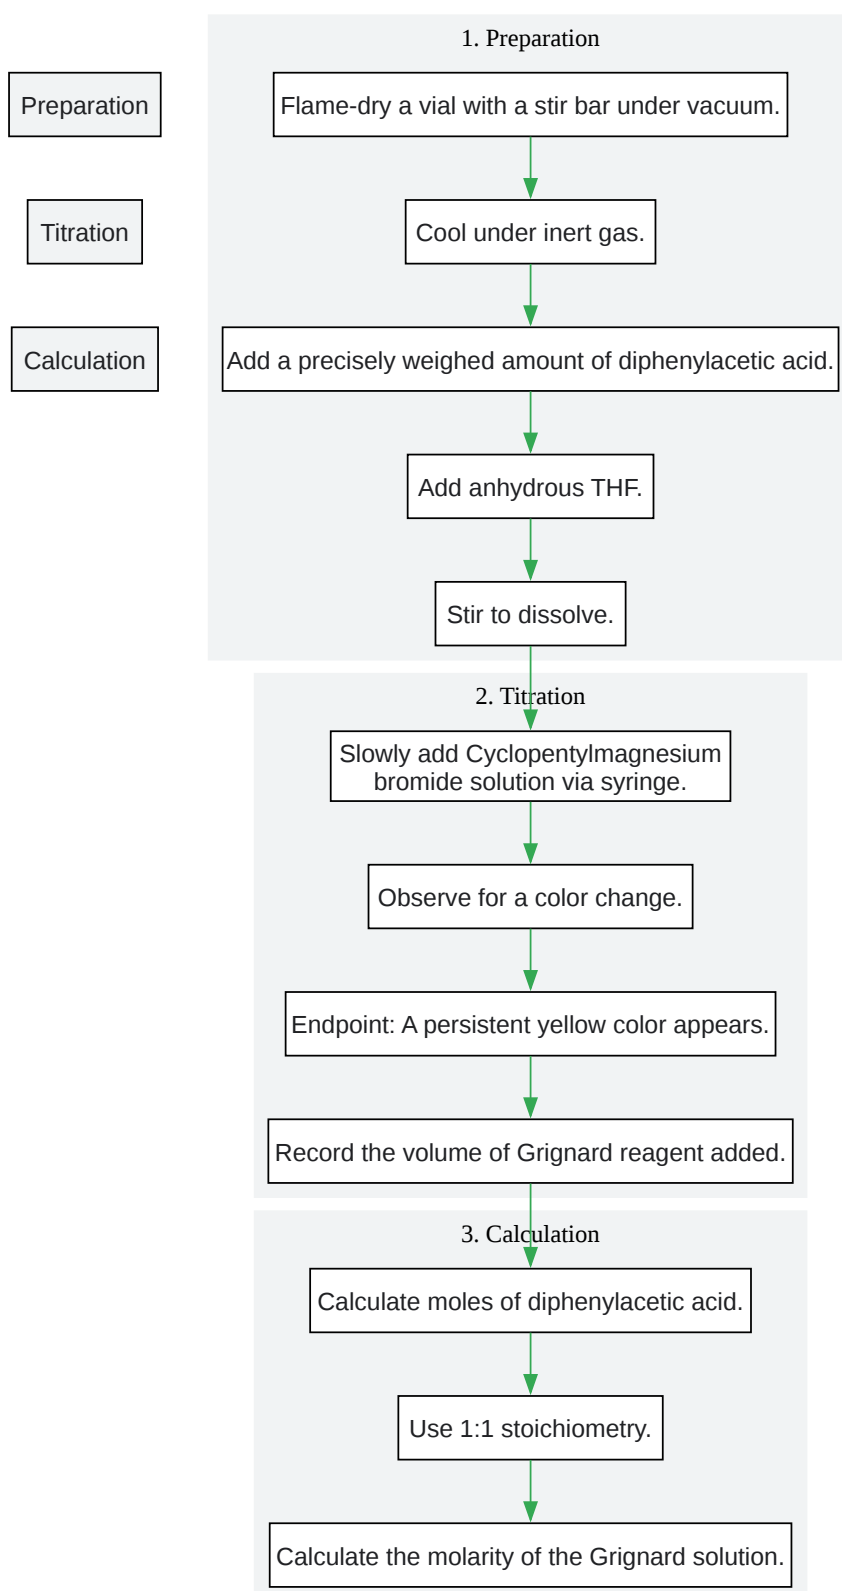 Preparation
Titration
Calculation
1. Preparation
Flame-dry a vial with a stir bar under vacuum.
Cool under inert gas.
Add a precisely weighed amount of diphenylacetic acid.
Add anhydrous THF.
Stir to dissolve.
2. Titration
Slowly add Cyclopentylmagnesium
bromide solution via syringe.
Observe for a color change.
Endpoint: A persistent yellow color appears.
Record the volume of Grignard reagent added.
3. Calculation
Calculate moles of diphenylacetic acid.
Use 1:1 stoichiometry.
Calculate the molarity of the Grignard solution.